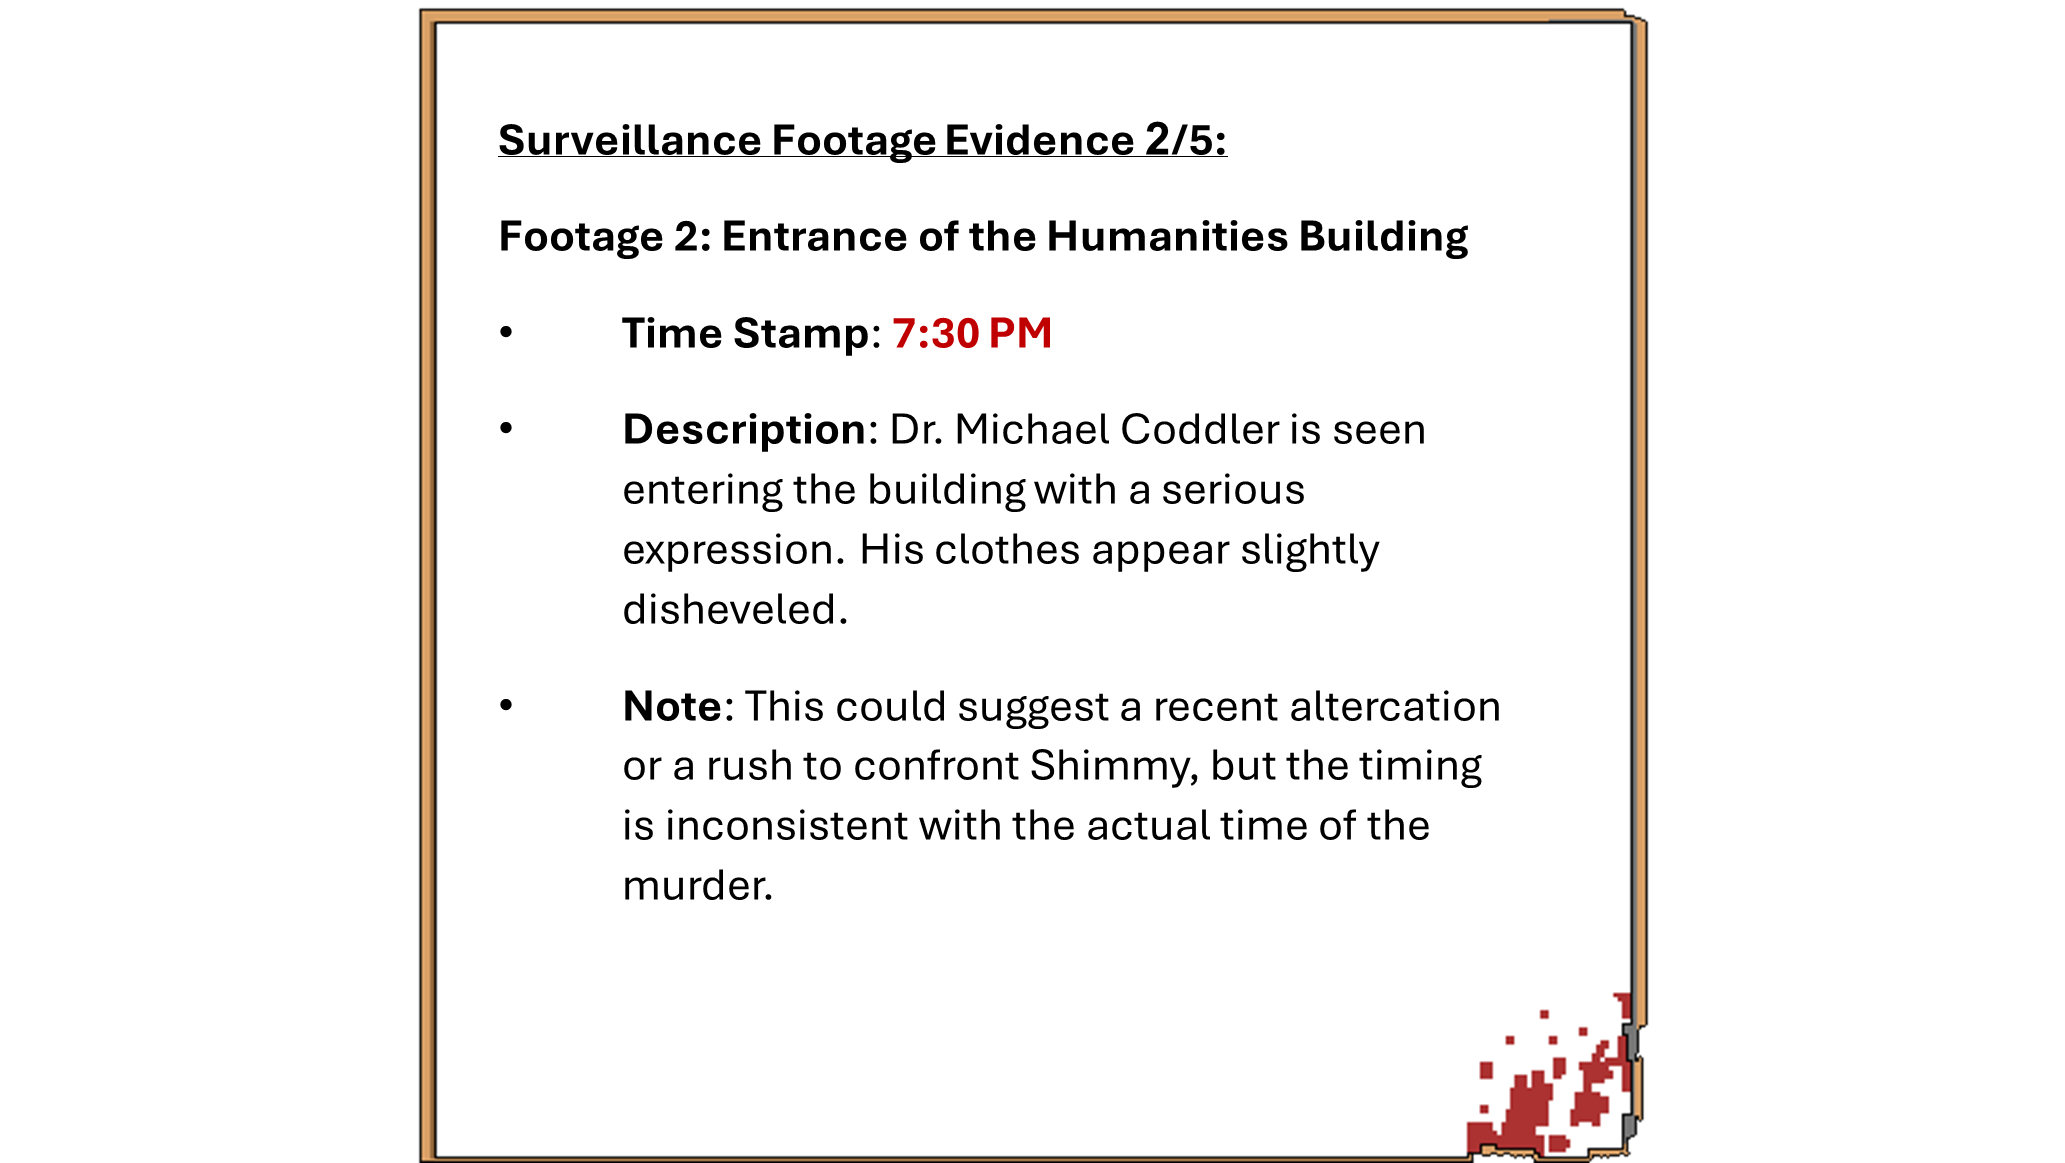 Surveillance Footage Evidence 2/5:
Footage 2: Entrance of the Humanities Building
• Time Stamp: 7:30 PM
• Description: Dr. Michael Coddler is seen
entering the building with a serious
expression. His clothes appear slightly
disheveled.
• Note: This could suggest a recent altercation
or a rush to confront Shimmy, but the timing
is inconsistent with the actual time of the
murder.